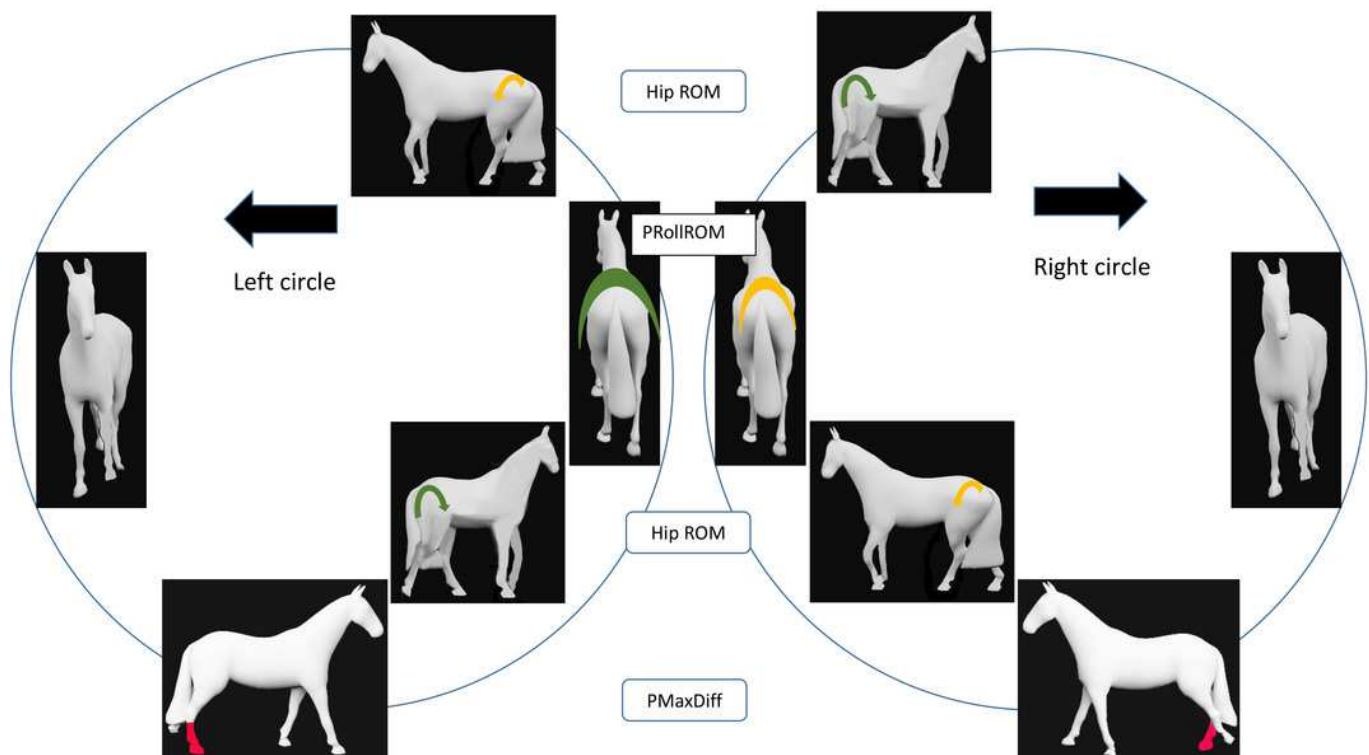 Hip ROM
PRollROM
Left circle
Right circle
Hip ROM
PMaxDiff